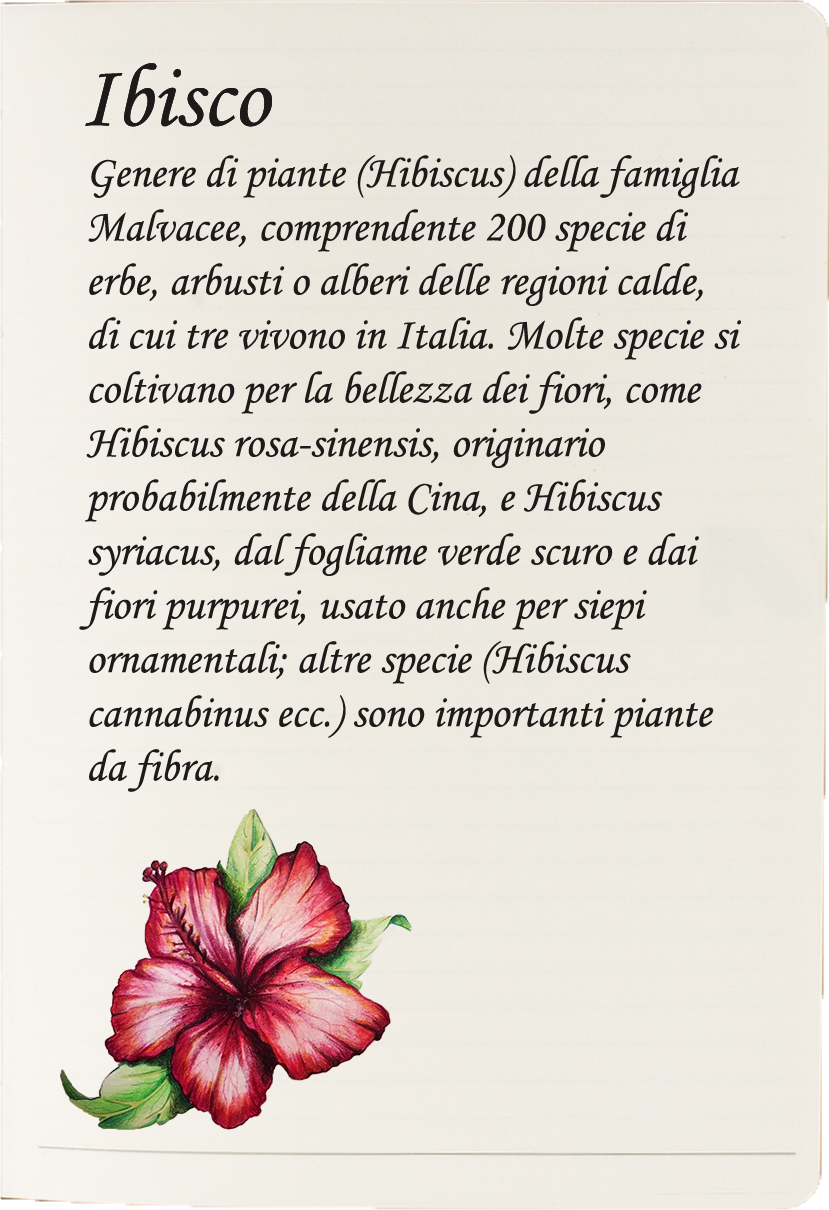 Ibisco
Genere di piante (Hibiscus) della famiglia
Malvacee, comprendente 200 specie di
erbe, arbusti o alberi delle regioni calde,
di cui tre vivono in Italia. Molte specie si
coltivano per la bellezza dei fiori, come
Hibiscus rosa-sinensis, originario
probabilmente della Cina, e Hibiscus
syriacus, dal fogliame verde scuro e dai
fiori purpurei, usato anche per siepi
ornamentali; altre specie (Hibiscus
cannabinus ecc.) sono importanti piante
da fibra.